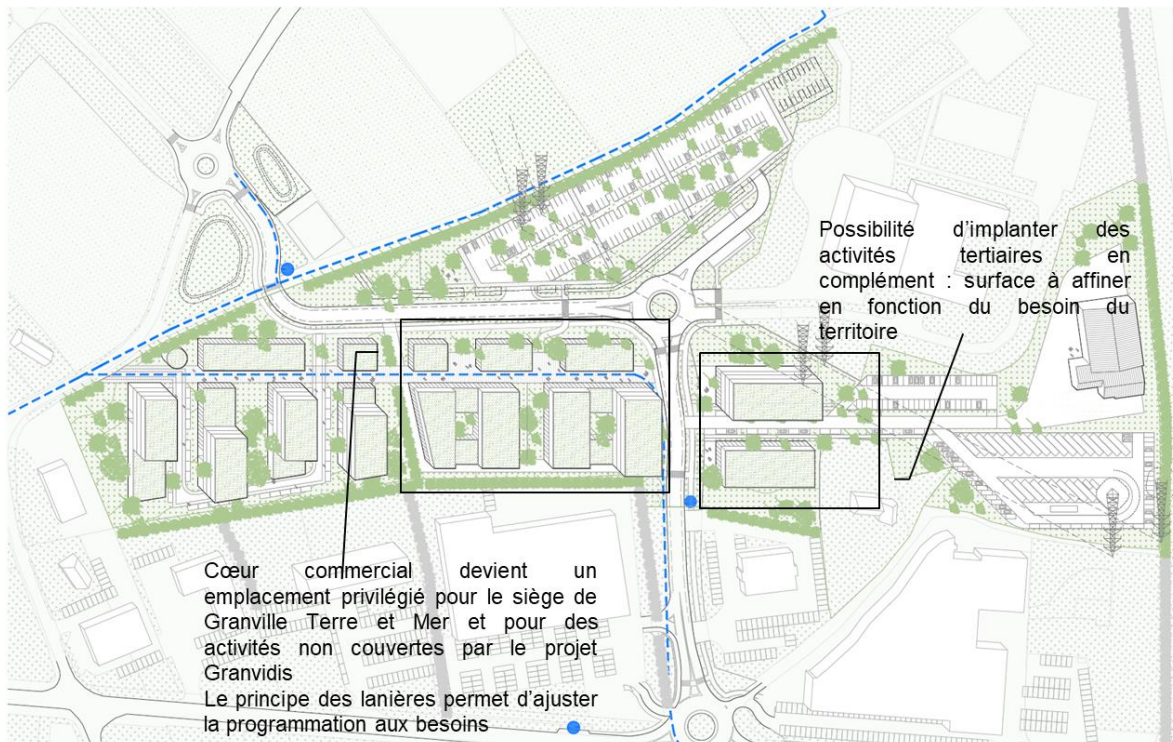 Possibilité d'implanter des
activités tertiaires en
complément : surface à affiner
en fonction du besoin du
territoire
Cœur commercial devient un
emplacement privilégié pour le siège de
Granville Terre et Mer et pour des
activités non couvertes par le projet
Granvidis
Le principe des lanières permet d'ajuster
la programmation aux besoins